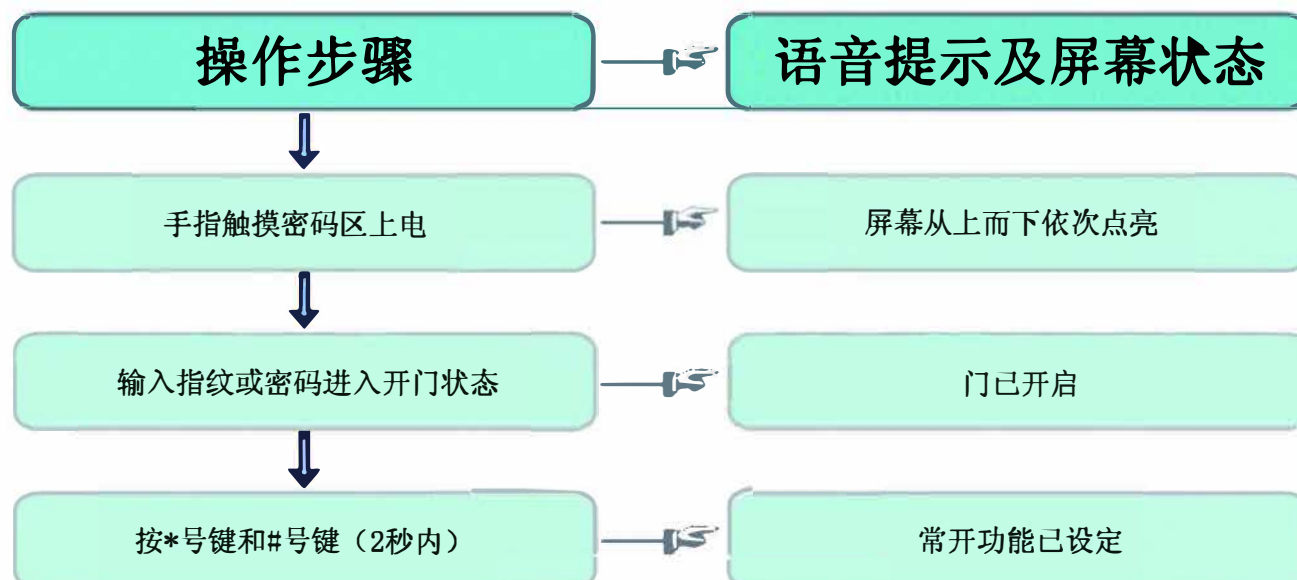 操作步骤
语音提示及屏幕状态
手指触摸密码区上电
屏幕从上而下依次点亮
输入指纹或密码进入开门状态
门已开启
按*号键和#号键（2秒内）
常开功能已设定